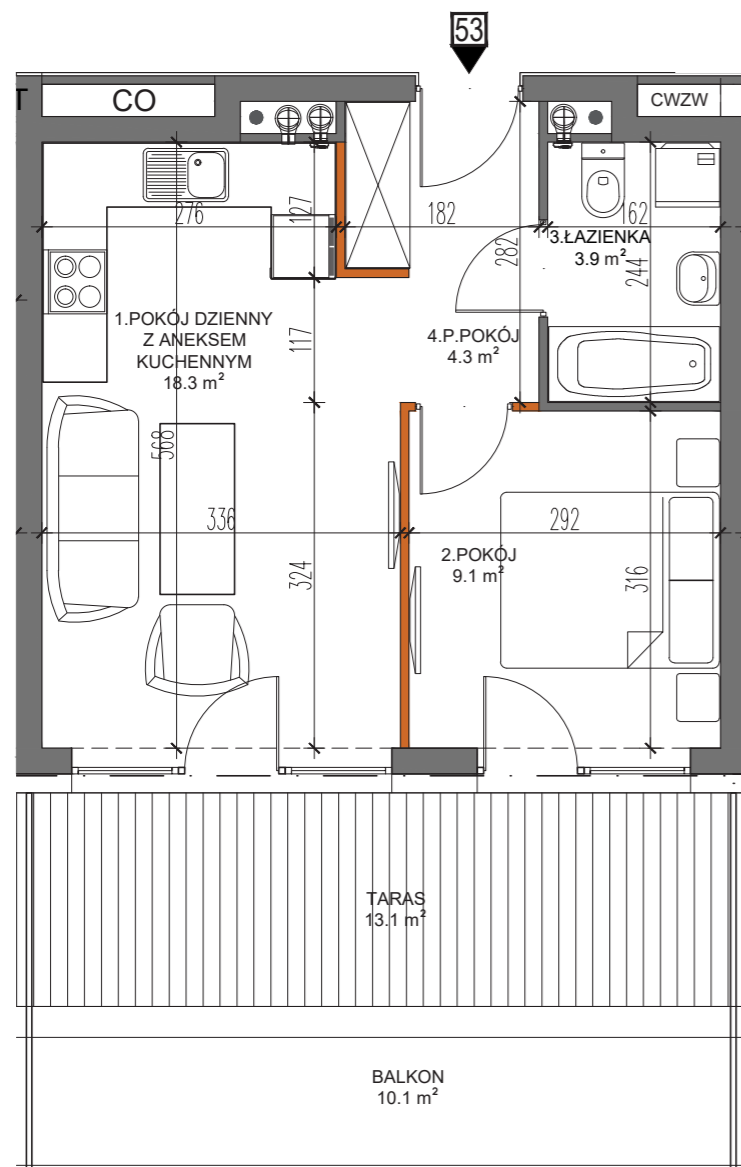 53
T
CO
CWZW
276
127
182
282
162
244
3.ŁAZIENKA
3.9 m²
1.POKÓJ DZIENNY
Z ANEKSEM
KUCHENNYM
18.3 m²
117
4.P.POKÓJ
4.3 m²
568
336
324
292
2.POKÓJ
9.1 m²
316
TARAS
13.1 m²
BALKON
10.1 m²